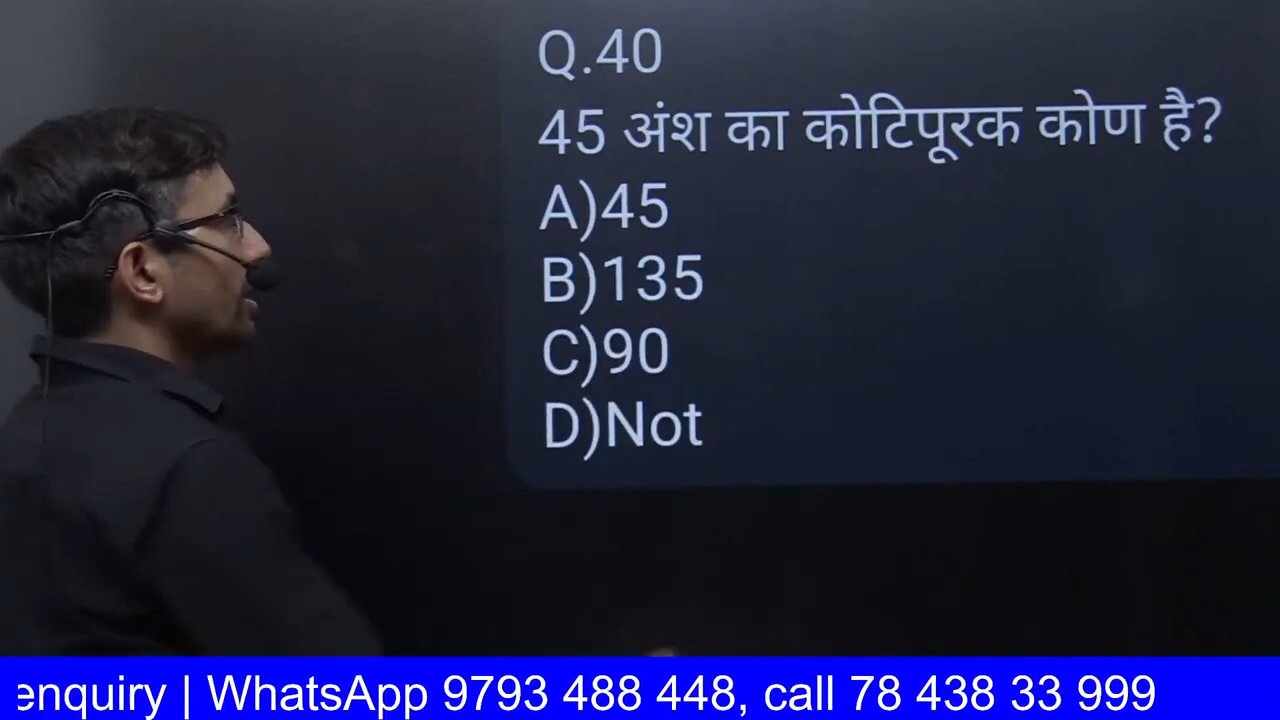 Q.40
45 अंश का कोटिपूरक कोण है?
A)45
B)135
C)90
D)Not
enquiry | WhatsApp 9793 488 448, call 78 438 33 999